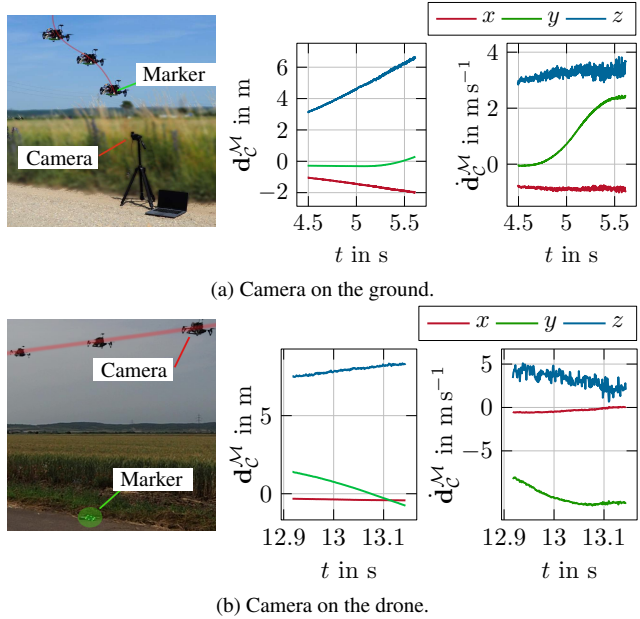 x y z
Marker
Camera
6
4
2
0
−2
4.5 5 5.5
t in s
d_C^M in m
4
2
0
4.5 5 5.5
t in s
ḋ_C^M in m s⁻¹
(a) Camera on the ground.
x y z
Camera
Marker
5
0
12.9 13 13.1
t in s
d_C^M in m
5
0
−5
12.9 13.0 13.1
t in s
ḋ_C^M in m s⁻¹
(b) Camera on the drone.